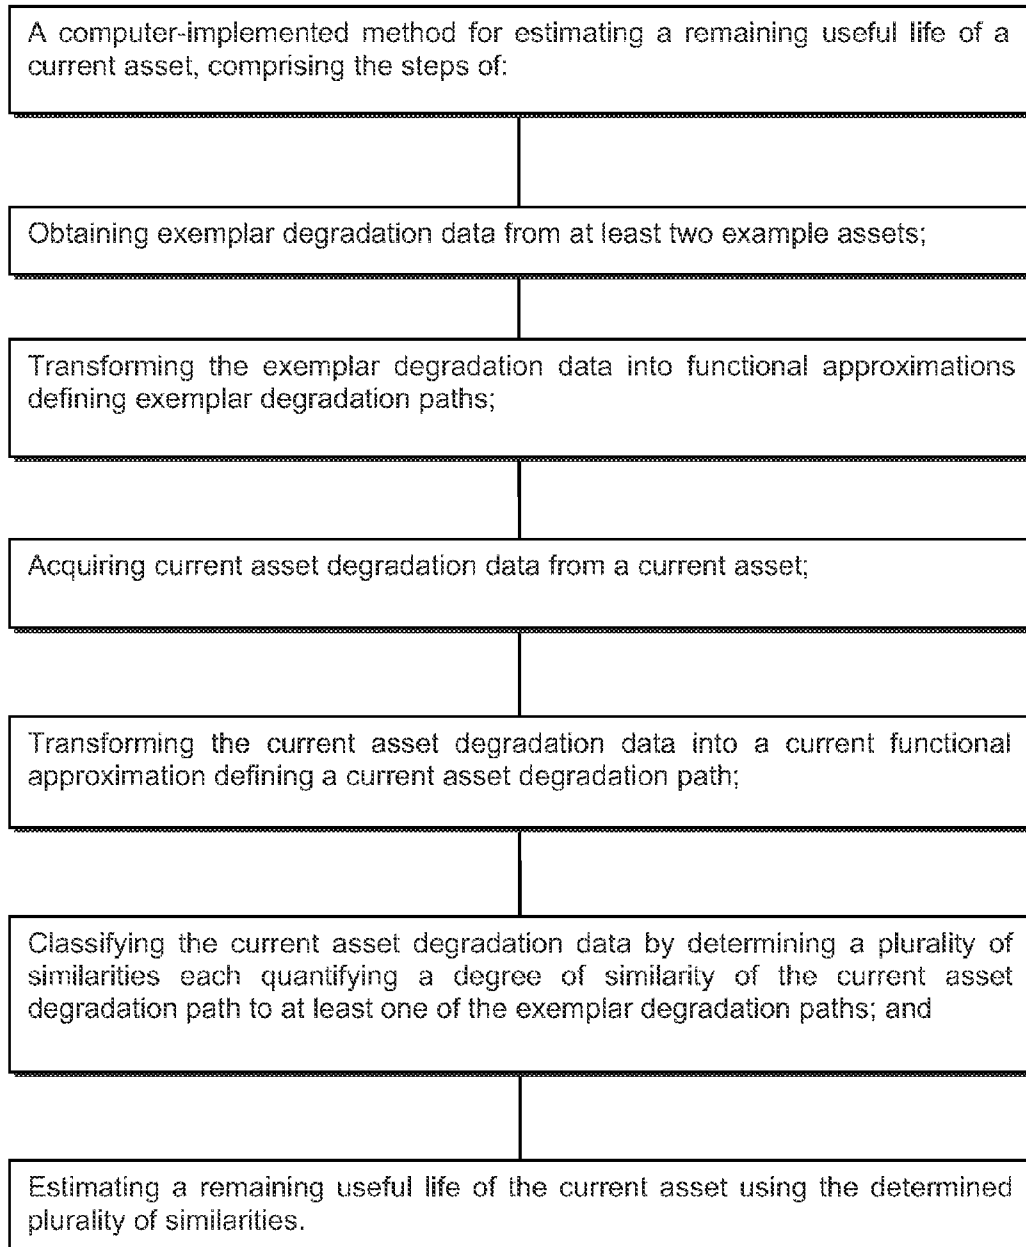 A computer-implemented method for estimating a remaining useful life of a
current asset, comprising the steps of:
Obtaining exemplar degradation data from at least two example assets;
Transforming the exemplar degradation data into functional approximations
defining exemplar degradation paths;
Acquiring current asset degradation data from a current asset;
Transforming the current asset degradation data into a current functional
approximation defining a current asset degradation path;
Classifying the current asset degradation data by determining a plurality of
similarities each quantifying a degree of similarity of the current asset
degradation path to at least one of the exemplar degradation paths; and
Estimating a remaining useful life of the current asset using the determined
plurality of similarities.